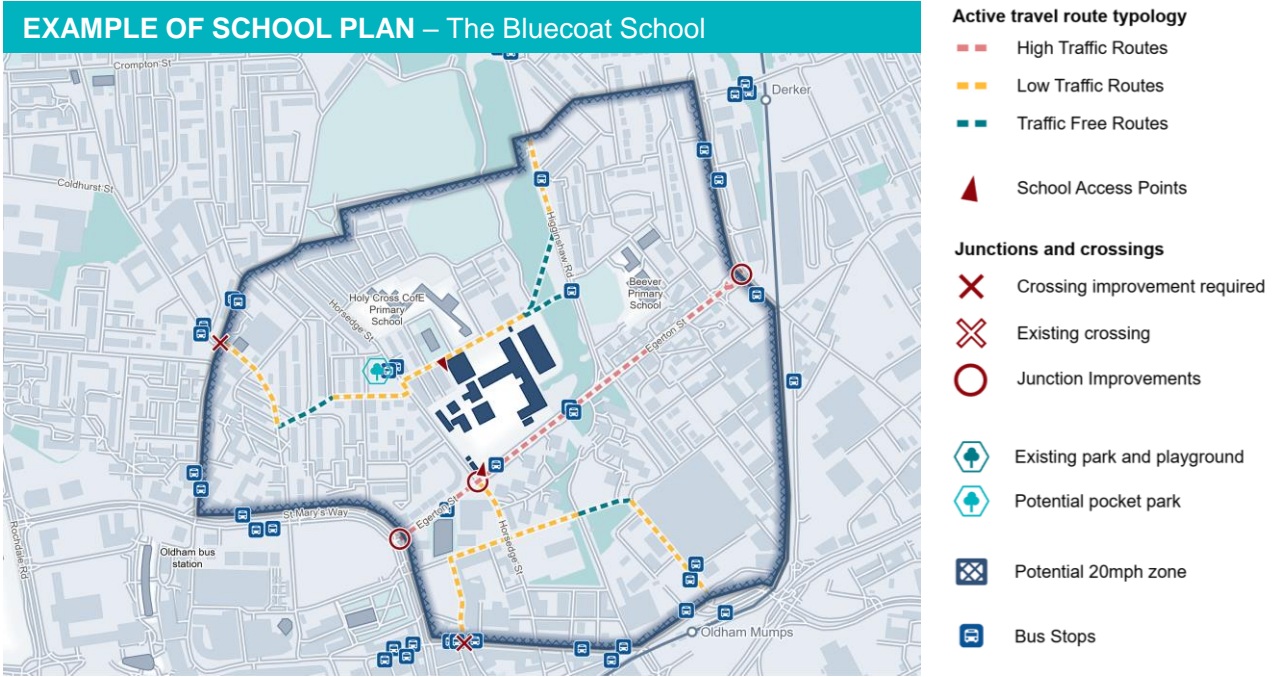 EXAMPLE OF SCHOOL PLAN – The Bluecoat School
Crompton St
Derker
Coldhurst St
Higginshaw Rd
Holy Cross CofE
Primary
School
Horsedge St
Beever
Primary
School
Egerton St
Egerton St
Horsedge St
St Mary's Way
Rochdale Rd
Oldham bus
station
Oldham Mumps
Active travel route typology
High Traffic Routes
Low Traffic Routes
Traffic Free Routes
School Access Points
Junctions and crossings
Crossing improvement required
Existing crossing
Junction Improvements
Existing park and playground
Potential pocket park
Potential 20mph zone
Bus Stops